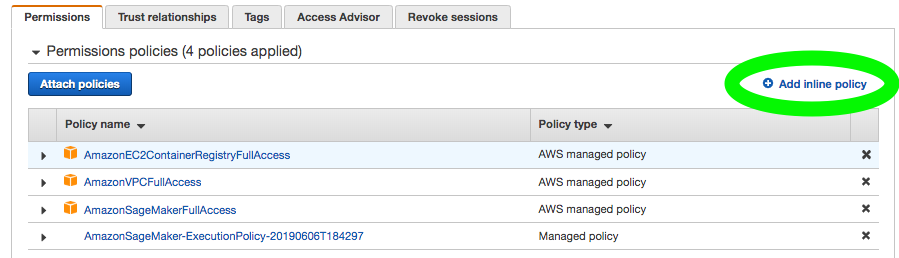 Permissions Trust relationships Tags Access Advisor Revoke sessions
Permissions policies (4 policies applied)
Attach policies Add inline policy
Policy name Policy type
AmazonEC2ContainerRegistryFullAccess AWS managed policy
AmazonVPCFullAccess AWS managed policy
AmazonSageMakerFullAccess AWS managed policy
AmazonSageMaker-ExecutionPolicy-20190606T184297 Managed policy